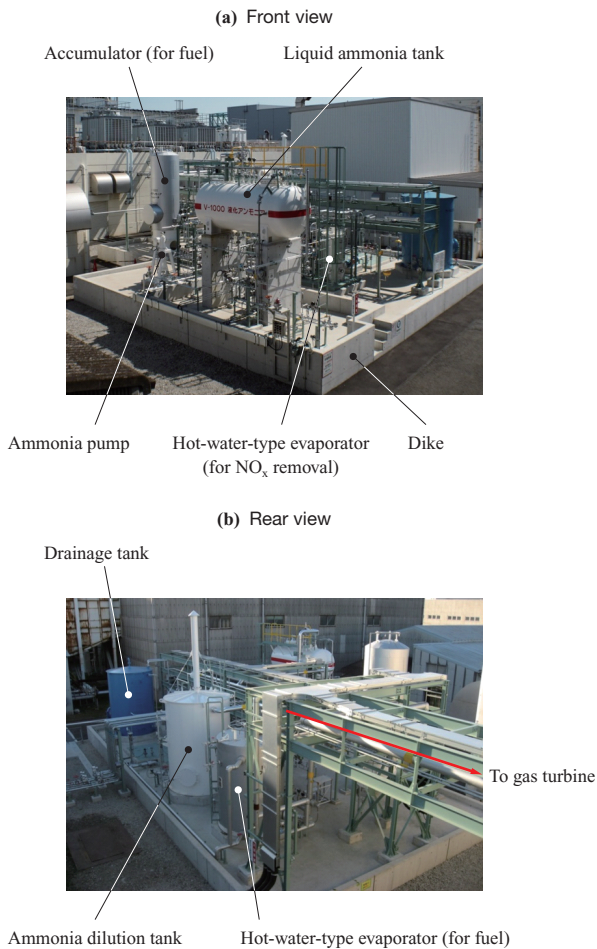 (a) Front view
Accumulator (for fuel)
Liquid ammonia tank
V-1000 液化アンモニア
Ammonia pump
Hot-water-type evaporator
(for NOx removal)
Dike
(b) Rear view
Drainage tank
To gas turbine
Ammonia dilution tank
Hot-water-type evaporator (for fuel)